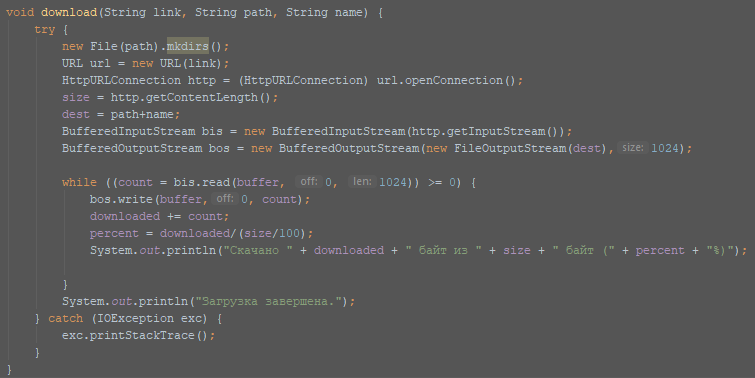 void download(String link, String path, String name) {
    try {
        new File(path).mkdirs();
        URL url = new URL(link);
        HttpURLConnection http = (HttpURLConnection) url.openConnection();
        size = http.getContentLength();
        dest = path+name;
        BufferedInputStream bis = new BufferedInputStream(http.getInputStream());
        BufferedOutputStream bos = new BufferedOutputStream(new FileOutputStream(dest), size: 1024);
        while ((count = bis.read(buffer, off: 0, len: 1024)) >= 0) {
            bos.write(buffer, off: 0, count);
            downloaded += count;
            percent = downloaded/(size/100);
            System.out.println("Скачано " + downloaded + " байт из " + size + " байт (" + percent + "%)");
        }
        System.out.println("Загрузка завершена.");
    } catch (IOException exc) {
        exc.printStackTrace();
    }
}